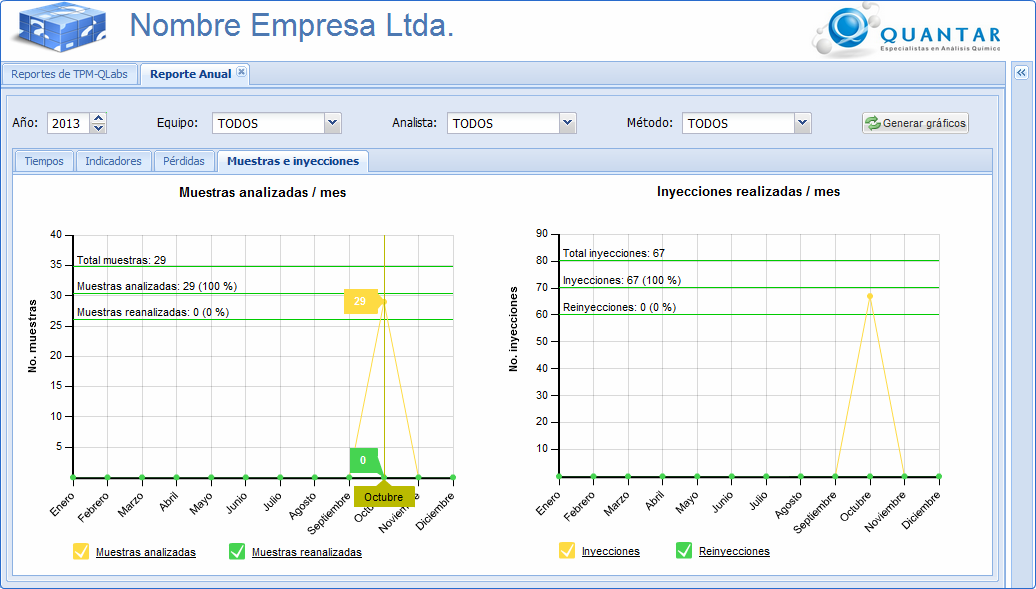 Nombre Empresa Ltda.
QUANTAR
Especialistas en Análisis Químico
Reportes de TPM-QLabs
Reporte Anual
Año: 2013
Equipo: TODOS
Analista: TODOS
Método: TODOS
Generar gráficos
Tiempos
Indicadores
Pérdidas
Muestras e inyecciones
Muestras analizadas / mes
No. muestras
40
35
30
25
20
15
10
5
Total muestras: 29
Muestras analizadas: 29 (100 %)
Muestras reanalizadas: 0 (0 %)
29
0
Octubre
Enero
Febrero
Marzo
Abril
Mayo
Junio
Julio
Agosto
Septiembre
Diciembre
Muestras analizadas
Muestras reanalizadas
Inyecciones realizadas / mes
No. inyecciones
90
80
70
60
50
40
30
20
10
Total inyecciones: 67
Inyecciones: 67 (100 %)
Reinyecciones: 0 (0 %)
Enero
Febrero
Marzo
Abril
Mayo
Junio
Julio
Agosto
Septiembre
Octubre
Noviembre
Diciembre
Inyecciones
Reinyecciones